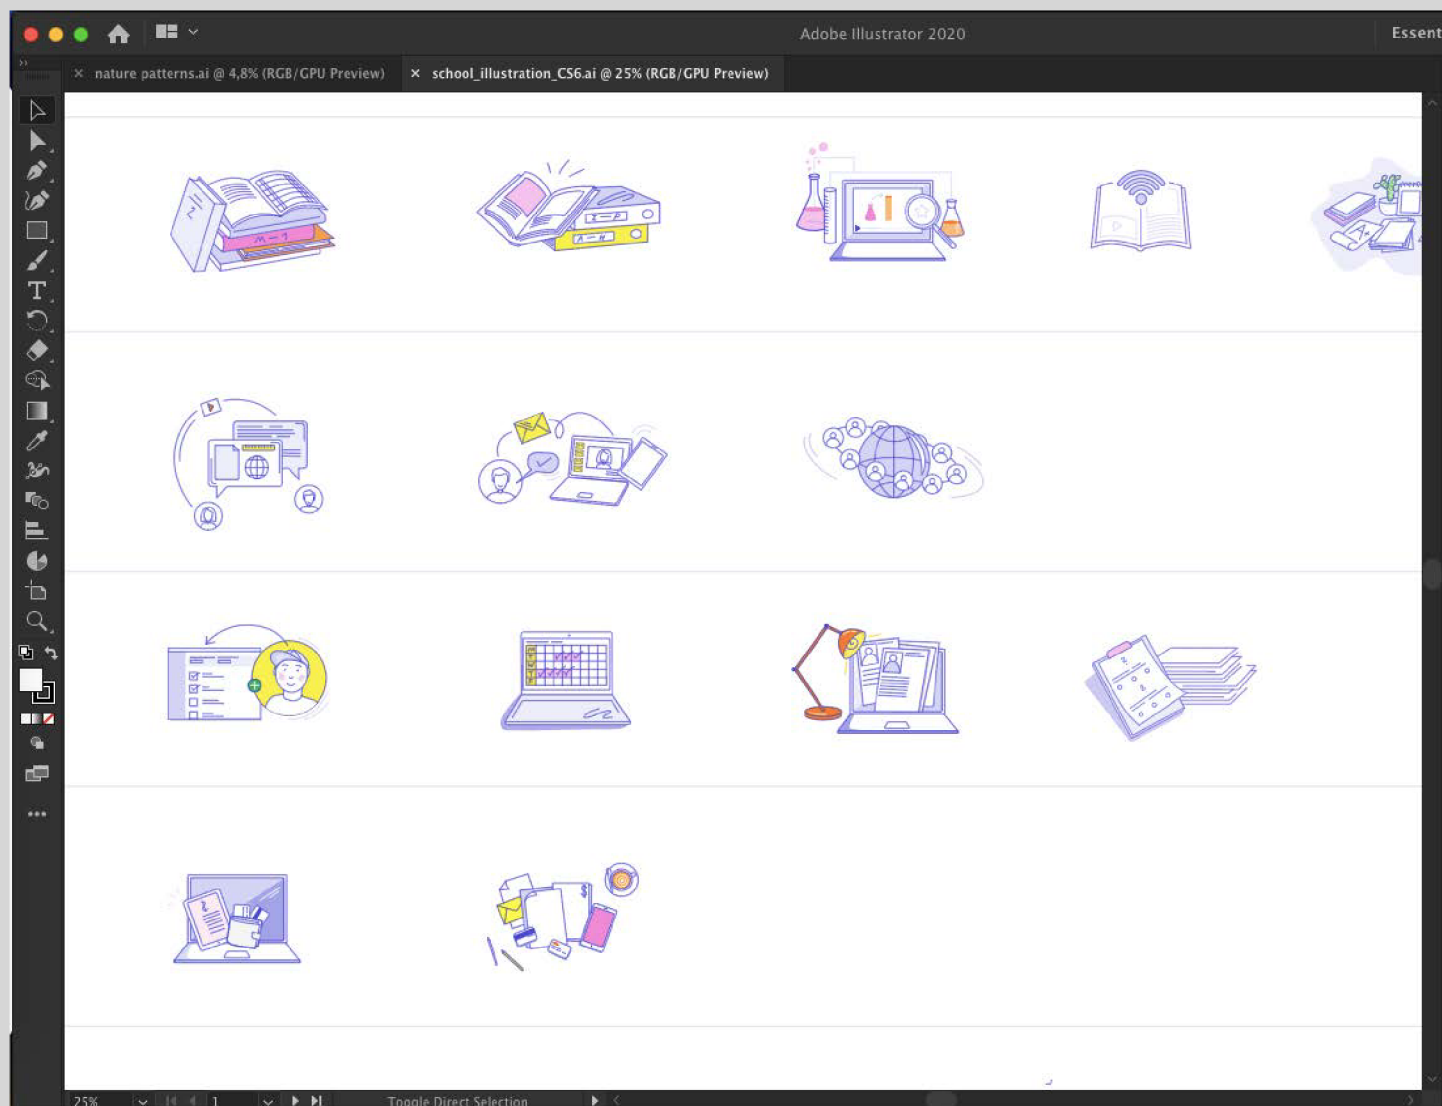 Adobe Illustrator 2020
Essent
× nature patterns.ai @ 4,8% (RGB/GPU Preview)
× school_illustration_CS6.ai @ 25% (RGB/GPU Preview)
M-1
Z-P
A-H
A+
$
25%
1
Toggle Direct Selection